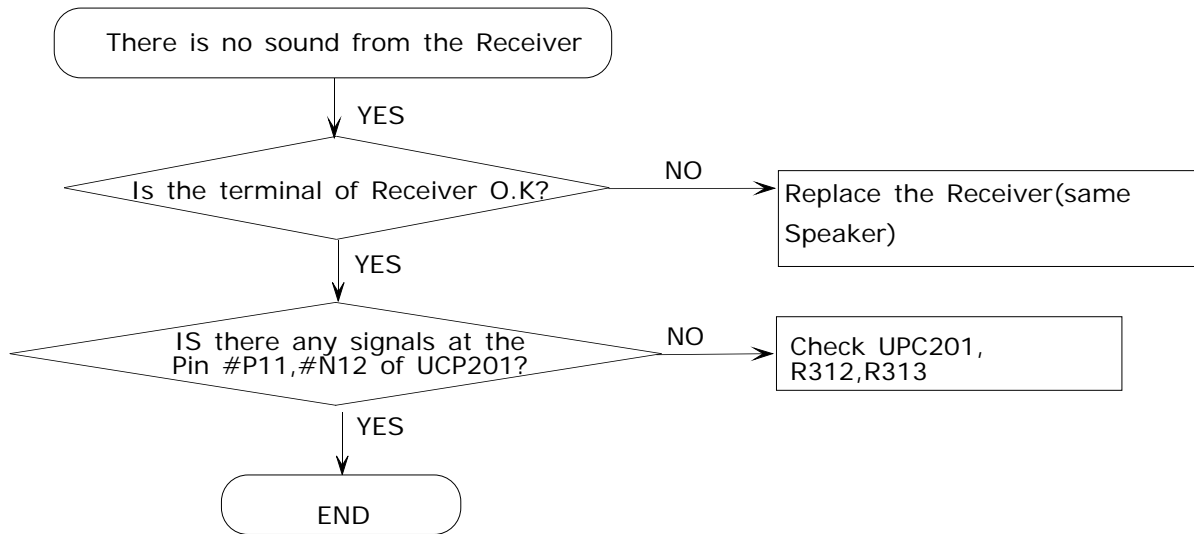 There is no sound from the Receiver
YES
Is the terminal of Receiver O.K?
NO
Replace the Receiver(same
Speaker)
YES
IS there any signals at the
Pin #P11,#N12 of UCP201?
NO
Check UPC201,
R312,R313
YES
END